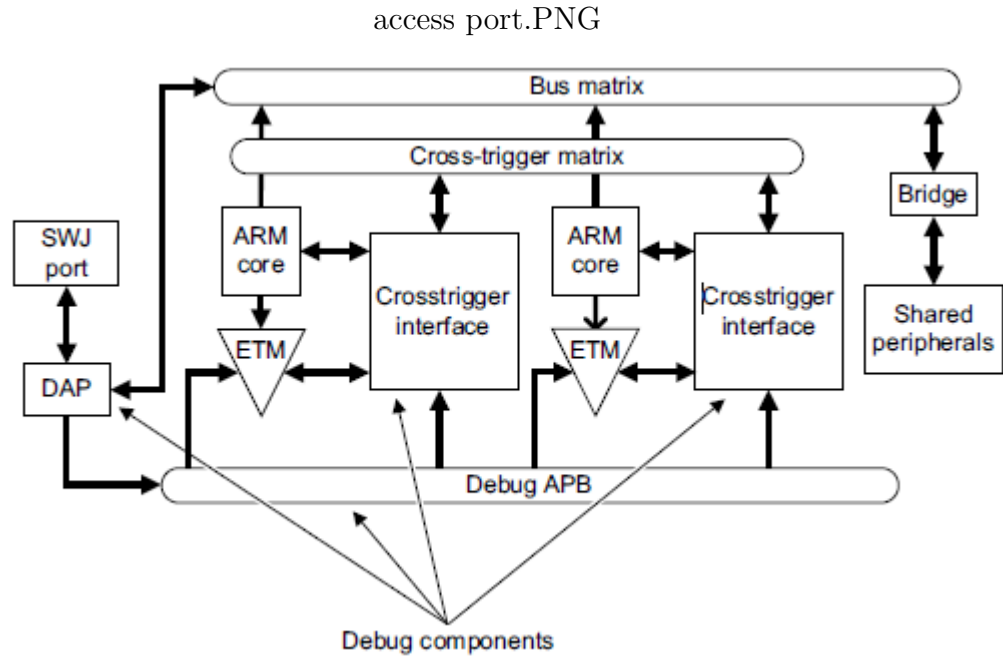 access port.PNG
Bus matrix
Cross-trigger matrix
Bridge
SWJ
port
ARM
core
ARM
core
Crosstrigger
interface
Crosstrigger
interface
Shared
peripherals
ETM
ETM
DAP
Debug APB
Debug components